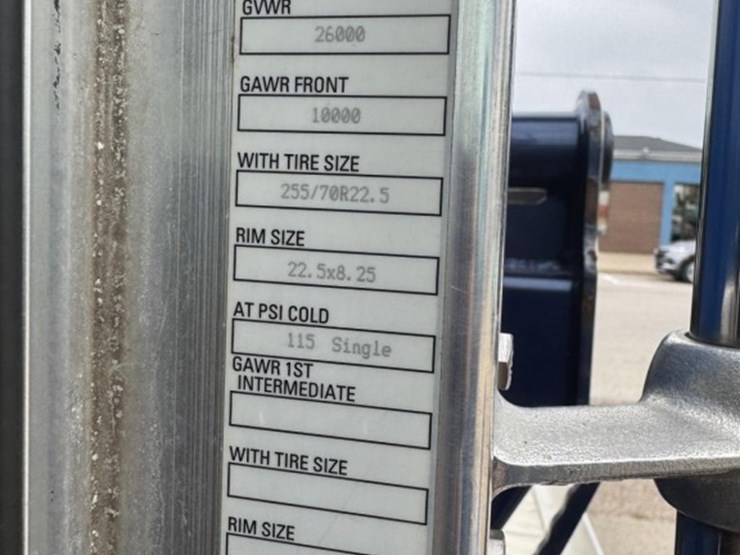 GVWR
26000
GAWR FRONT
10000
WITH TIRE SIZE
255/70R22.5
RIM SIZE
22.5x8.25
AT PSI COLD
115 Single
GAWR 1ST
INTERMEDIATE
WITH TIRE SIZE
RIM SIZE